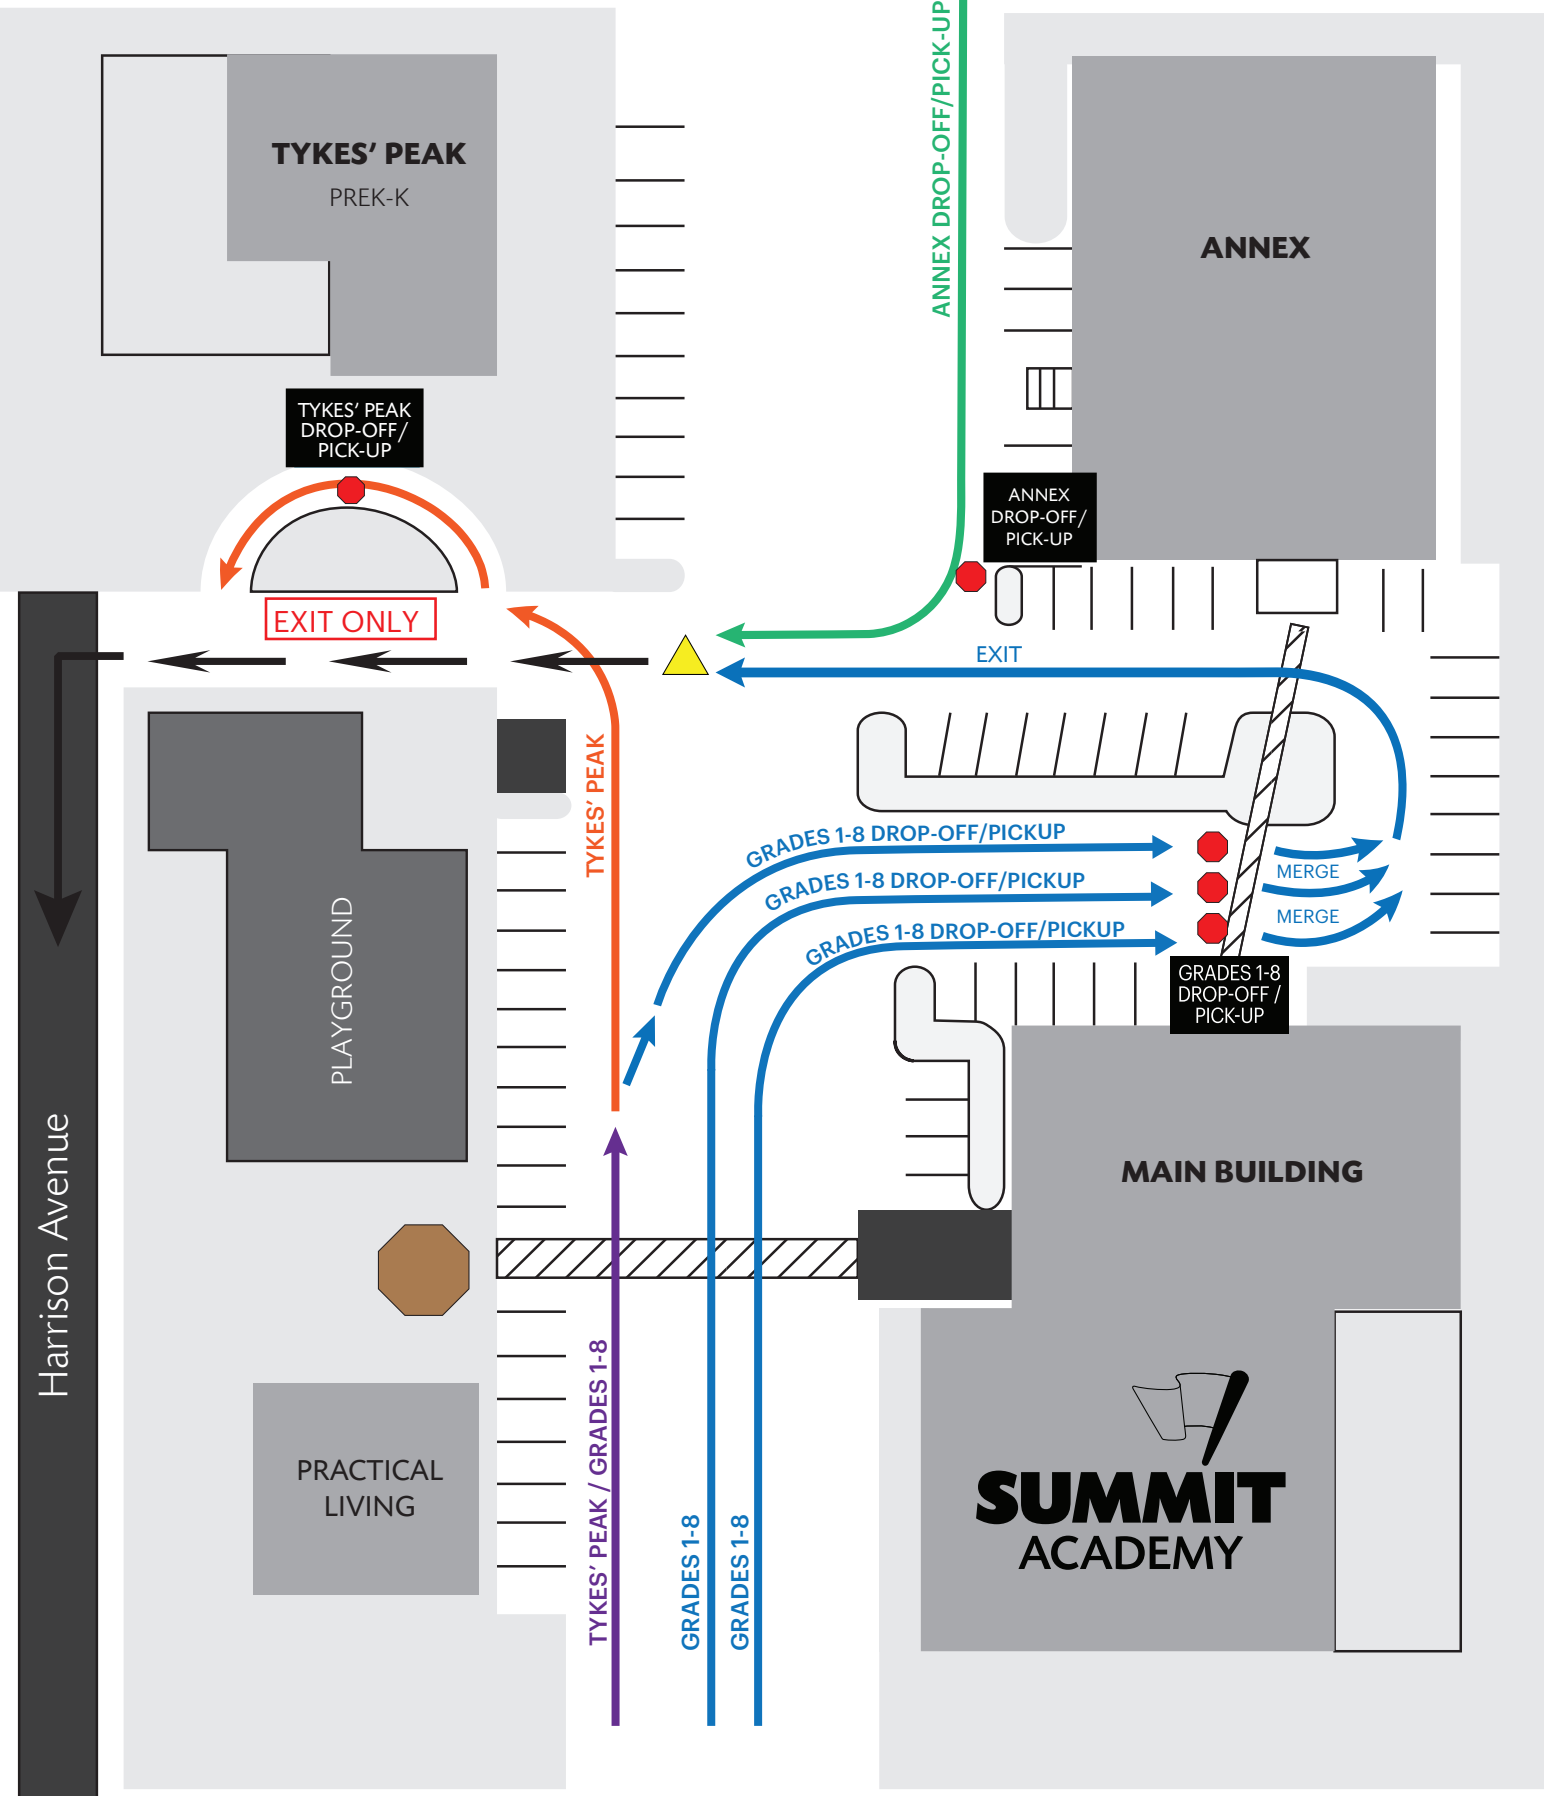 ANNEX DROP-OFF/PICK-UP
TYKES' PEAK
PREK-K
ANNEX
TYKES' PEAK
DROP-OFF/
PICK-UP
ANNEX
DROP-OFF/
PICK-UP
EXIT ONLY
EXIT
TYKES' PEAK
GRADES 1-8 DROP-OFF/PICKUP
GRADES 1-8 DROP-OFF/PICKUP
GRADES 1-8 DROP-OFF/PICKUP
MERGE
MERGE
GRADES 1-8
DROP-OFF /
PICK-UP
PLAYGROUND
Harrison Avenue
MAIN BUILDING
PRACTICAL
LIVING
TYKES' PEAK / GRADES 1-8
GRADES 1-8
GRADES 1-8
SUMMIT
ACADEMY